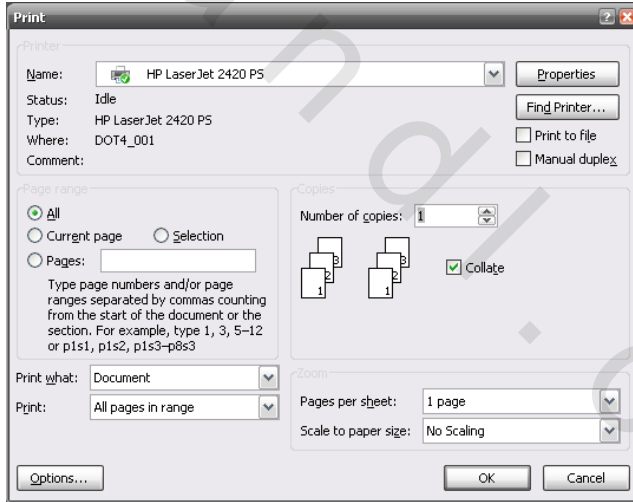 Print
Printer
Name: HP LaserJet 2420 PS
Properties
Status: Idle
Find Printer...
Type: HP LaserJet 2420 PS
Where: DOT4_001
Print to file
Comment:
Manual duplex
Page range
All
Current page
Selection
Pages:
Type page numbers and/or page
ranges separated by commas counting
from the start of the document or the
section. For example, type 1, 3, 5–12
or p1s1, p1s2, p1s3–p8s3
Copies
Number of copies: 1
3 3
2 2
1 1
Collate
Print what: Document
Print: All pages in range
Zoom
Pages per sheet: 1 page
Scale to paper size: No Scaling
Options...
OK
Cancel